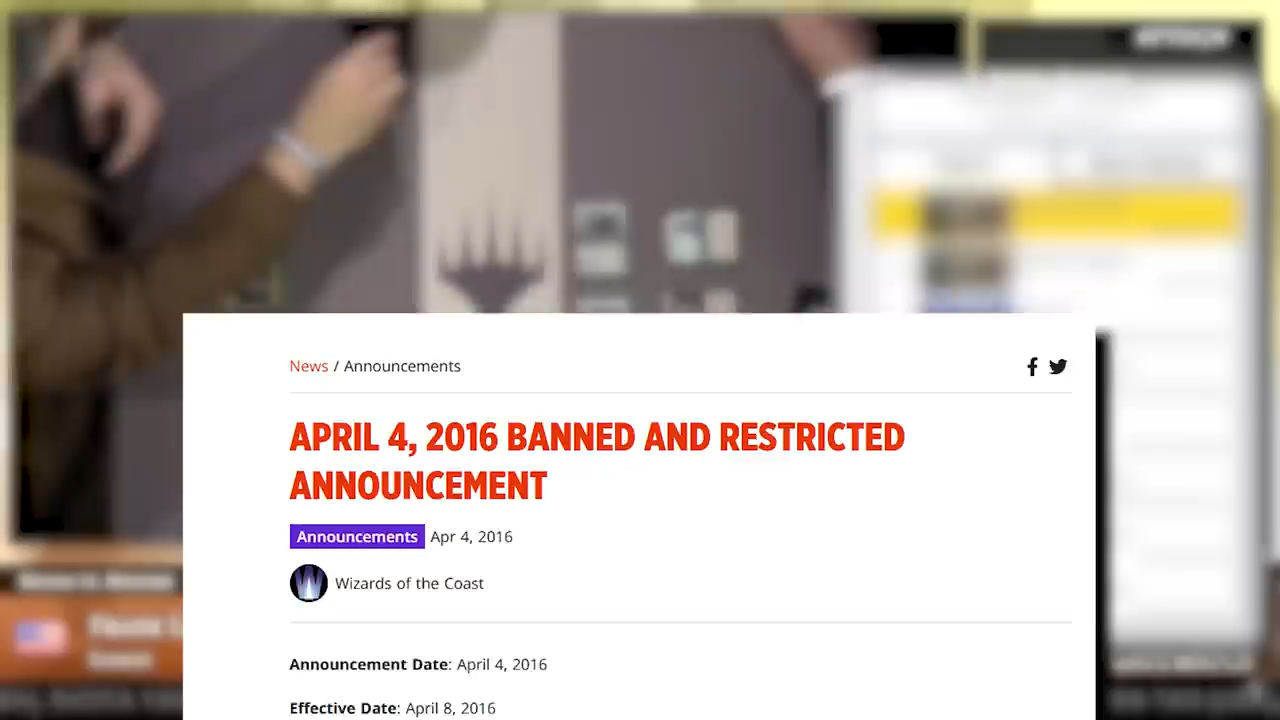 News / Announcements
APRIL 4, 2016 BANNED AND RESTRICTED
ANNOUNCEMENT
Announcements Apr 4, 2016
Wizards of the Coast
Announcement Date: April 4, 2016
Effective Date: April 8, 2016